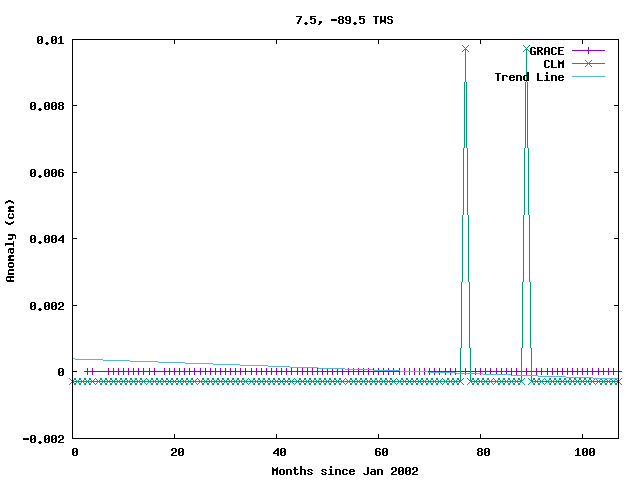 7.5, -89.5 TWS
0.01
0.008
0.006
0.004
0.002
0
-0.002
Anomaly (cm)
GRACE
CLM
Trend Line
0 20 40 60 80 100
Months since Jan 2002